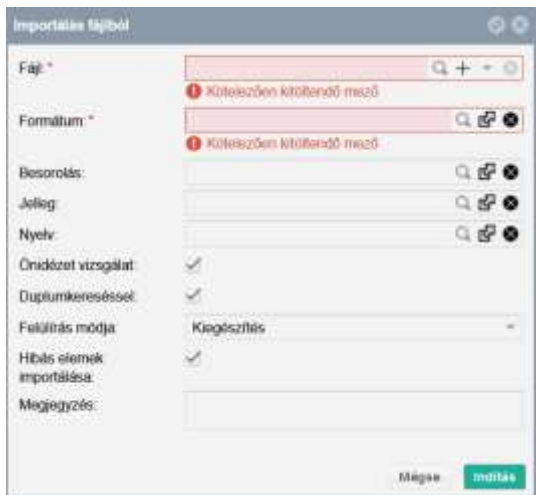 Importálás fájlból
Fájl: *
Kötelezően kitöltendő mező
Formátum: *
Kötelezően kitöltendő mező
Besorolás:
Jelleg:
Nyelv:
Önidézet vizsgálat:
Duplumkereséssel:
Felülírás módja: Kiegészítés
Hibás elemek
importálása:
Megjegyzés:
Mégse Indítás